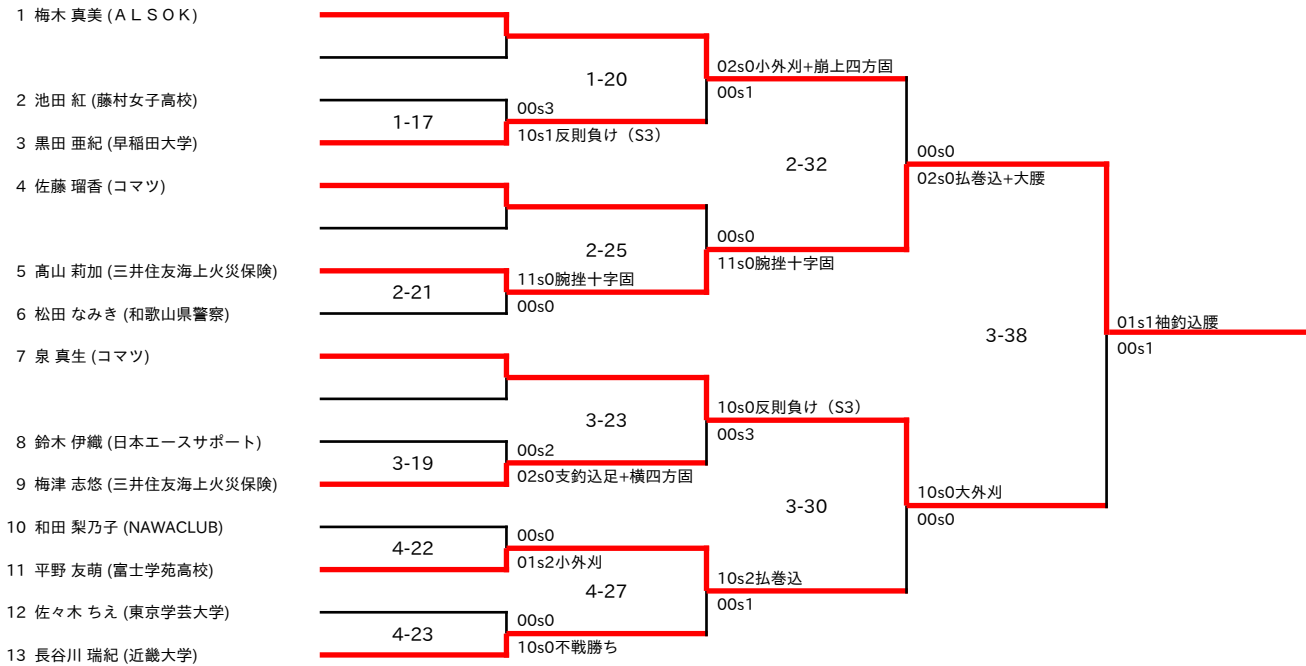 1 梅木 真美 (ＡＬＳＯＫ)
02s0小外刈+崩上四方固
1-20
00s1
2 池田 紅 (藤村女子高校)
00s3
1-17
10s1反則負け（S3）
3 黒田 亜紀 (早稲田大学)
00s0
2-32
02s0払巻込+大腰
4 佐藤 瑠香 (コマツ)
00s0
2-25
11s0腕挫十字固
5 髙山 莉加 (三井住友海上火災保険)
11s0腕挫十字固
2-21
00s0
6 松田 なみき (和歌山県警察)
01s1袖釣込腰
3-38
00s1
7 泉 真生 (コマツ)
10s0反則負け（S3）
3-23
00s3
8 鈴木 伊織 (日本エースサポート)
00s2
3-19
02s0支釣込足+横四方固
9 梅津 志悠 (三井住友海上火災保険)
10s0大外刈
3-30
00s0
10 和田 梨乃子 (NAWACLUB)
00s0
4-22
01s2小外刈
11 平野 友萌 (富士学苑高校)
10s2払巻込
4-27
00s1
12 佐々木 ちえ (東京学芸大学)
00s0
4-23
10s0不戦勝ち
13 長谷川 瑞紀 (近畿大学)